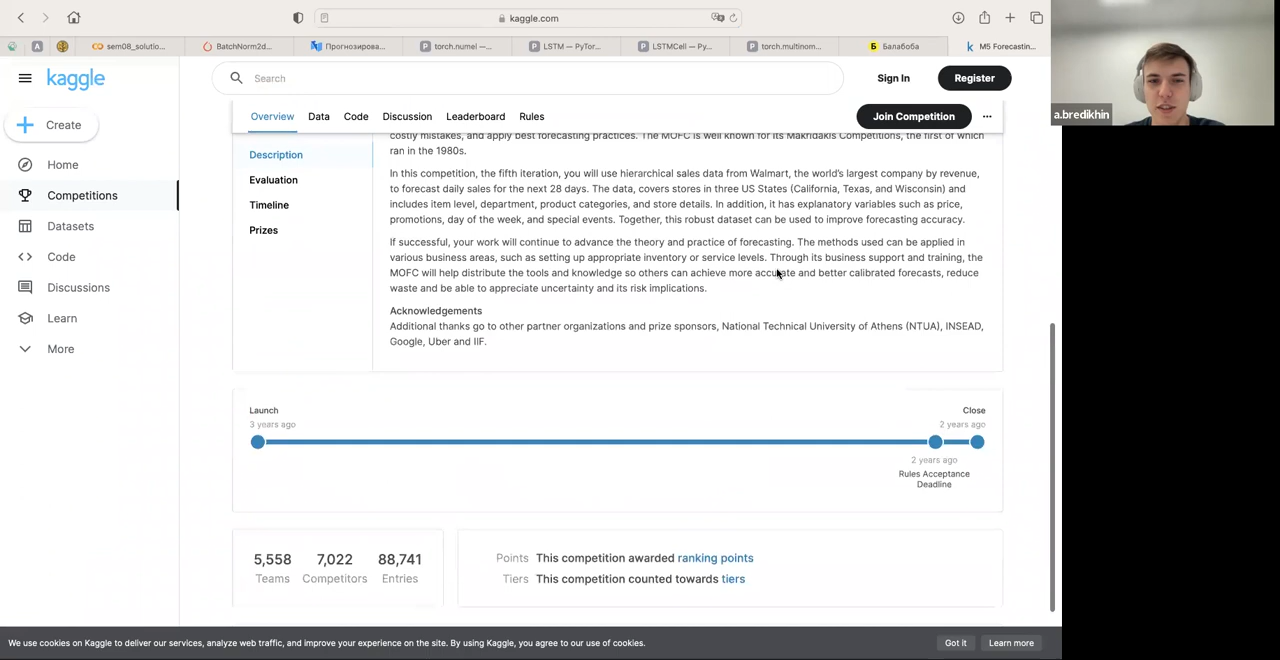 kaggle.com
sem08_solutio...
BatchNorm2d...
Прогнозирова...
torch.numel —...
LSTM — PyTor...
LSTMCell — Py...
torch.multinom...
Балабоба
M5 Forecastin...
kaggle
Search
Sign In
Register
Create
Home
Competitions
Datasets
Code
Discussions
Learn
More
Overview
Data
Code
Discussion
Leaderboard
Rules
Join Competition
Description
Evaluation
Timeline
Prizes
costly mistakes, and apply best forecasting practices. The MOFC is well known for its Makridakis Competitions, the first of which
ran in the 1980s.
In this competition, the fifth iteration, you will use hierarchical sales data from Walmart, the world's largest company by revenue,
to forecast daily sales for the next 28 days. The data, covers stores in three US States (California, Texas, and Wisconsin) and
includes item level, department, product categories, and store details. In addition, it has explanatory variables such as price,
promotions, day of the week, and special events. Together, this robust dataset can be used to improve forecasting accuracy.
If successful, your work will continue to advance the theory and practice of forecasting. The methods used can be applied in
various business areas, such as setting up appropriate inventory or service levels. Through its business support and training, the
MOFC will help distribute the tools and knowledge so others can achieve more accurate and better calibrated forecasts, reduce
waste and be able to appreciate uncertainty and its risk implications.
Acknowledgements
Additional thanks go to other partner organizations and prize sponsors, National Technical University of Athens (NTUA), INSEAD,
Google, Uber and IIF.
Launch
3 years ago
Close
2 years ago
2 years ago
Rules Acceptance
Deadline
5,558
Teams
7,022
Competitors
88,741
Entries
Points This competition awarded ranking points
Tiers This competition counted towards tiers
We use cookies on Kaggle to deliver our services, analyze web traffic, and improve your experience on the site. By using Kaggle, you agree to our use of cookies.
Got it
Learn more
a.bredikhin